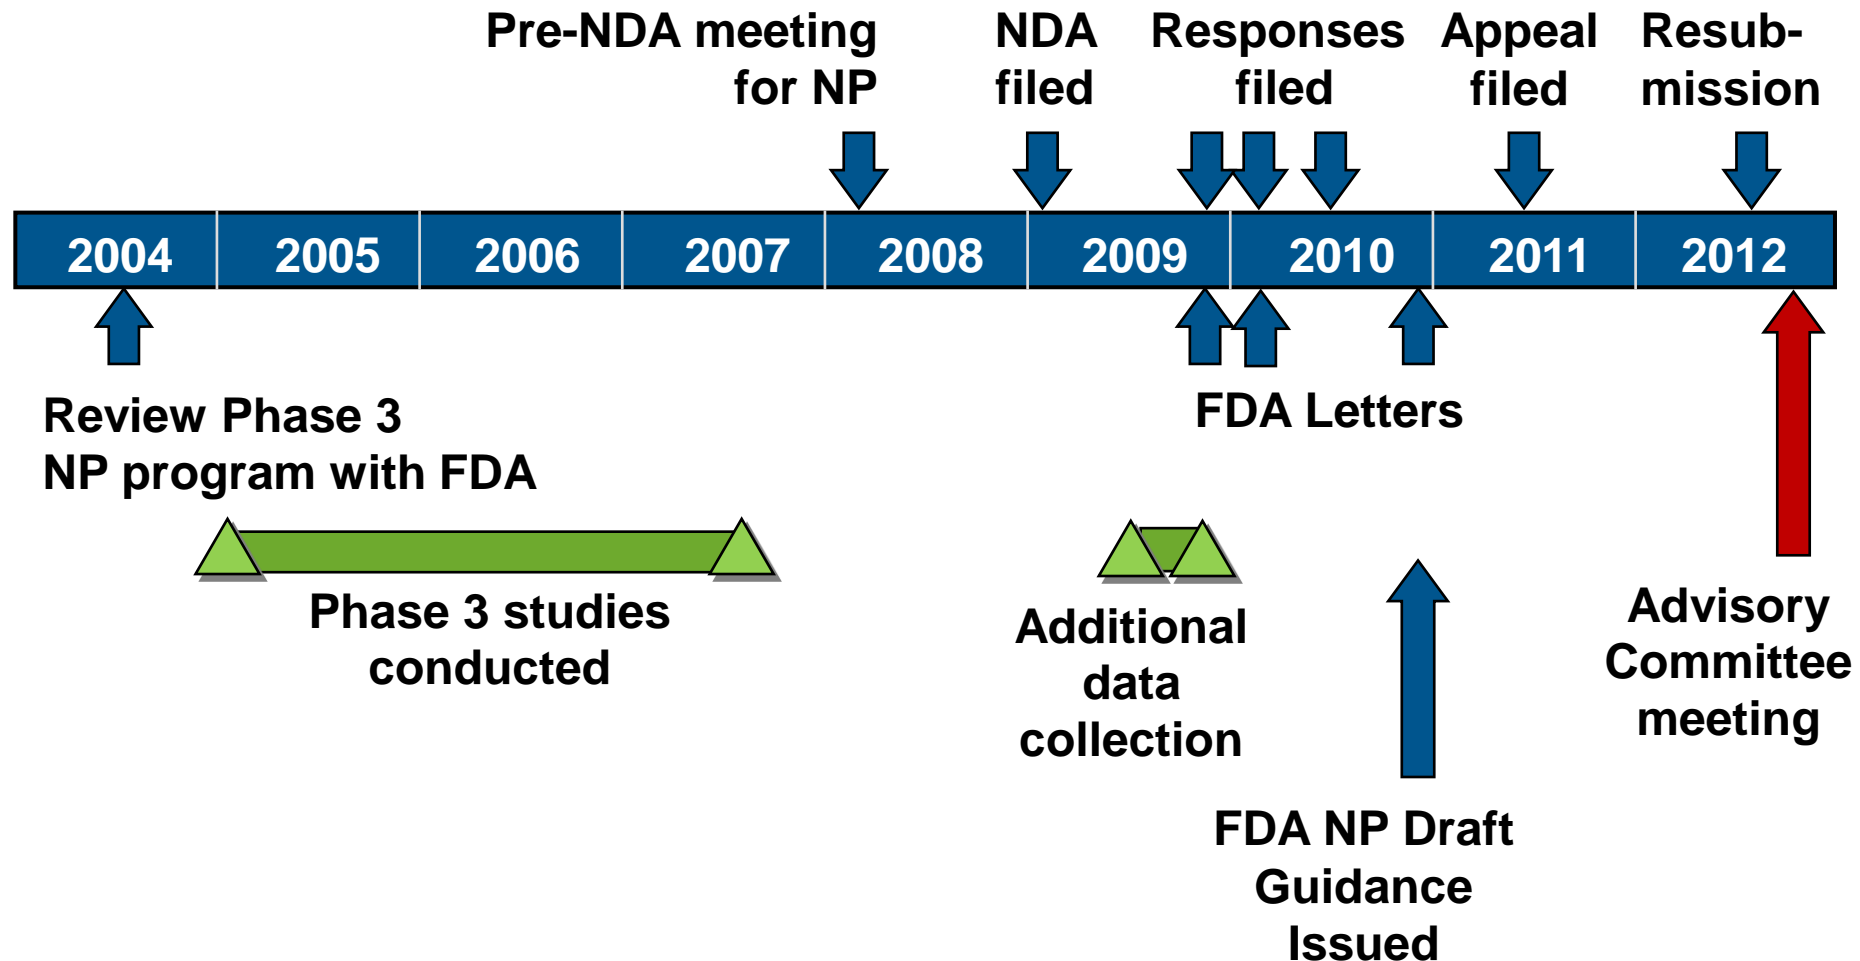 Pre-NDA meeting
for NP
NDA
filed
Responses
filed
Appeal
filed
Resub-
mission
2004 2005 2006 2007 2008 2009 2010 2011 2012
Review Phase 3
NP program with FDA
FDA Letters
Phase 3 studies
conducted
Additional
data
collection
Advisory
Committee
meeting
FDA NP Draft
Guidance
Issued